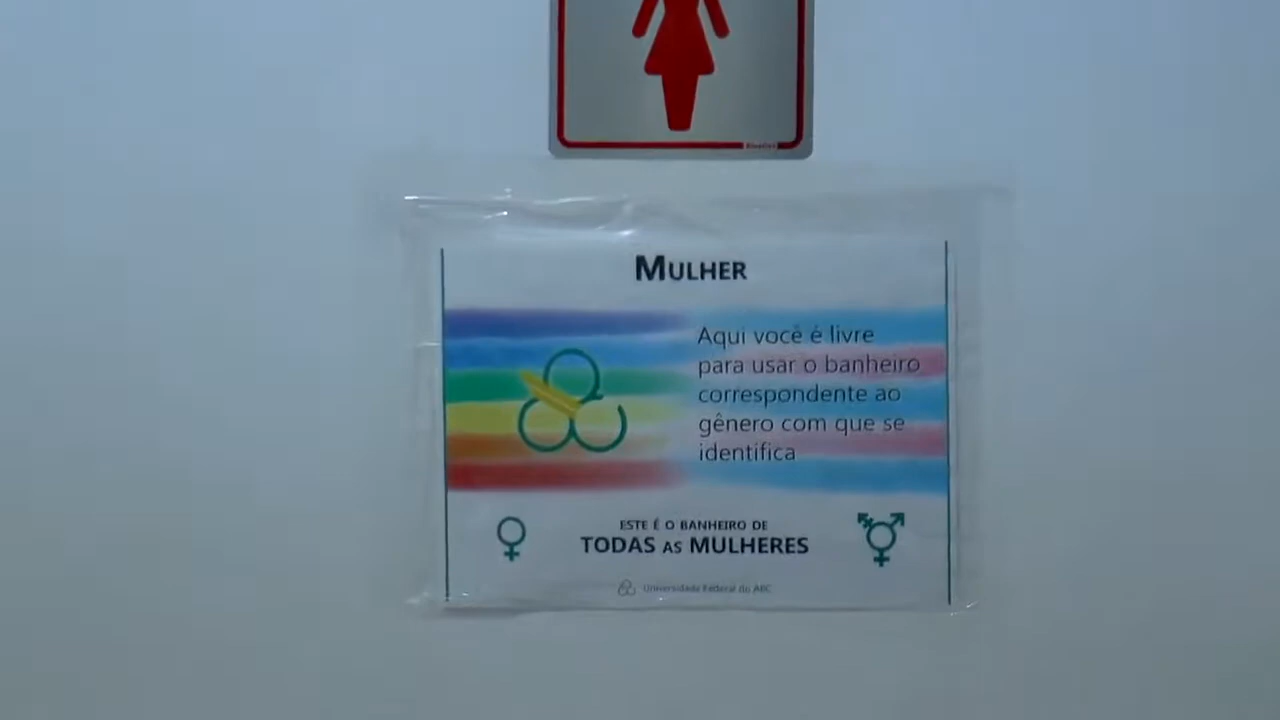 MULHER
Aqui você é livre
para usar o banheiro
correspondente ao
gênero com que se
identifica
ESTE É O BANHEIRO DE
TODAS AS MULHERES
Universidade Federal do ABC